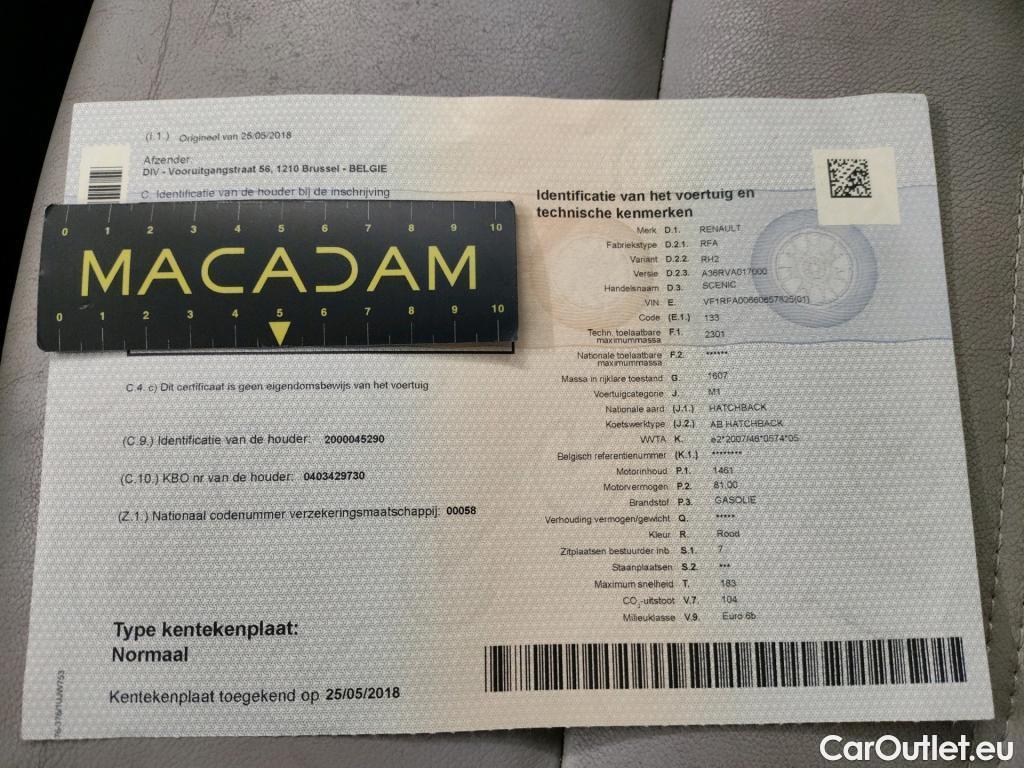 (I.1.) Origineel van 25/05/2018
Afzender:
DIV - Vooruitgangstraat 56, 1210 Brussel - BELGIE
C. Identificatie van de houder bij de inschrijving
0 1 2 3 4 5 6 7 8 9 10
MACADAM
0 1 2 3 4 5 6 7 8 9 10
C.4. c) Dit certificaat is geen eigendomsbewijs van het voertuig
(C.9.) Identificatie van de houder: 2000045290
(C.10.) KBO nr van de houder: 0403429730
(Z.1.) Nationaal codenummer verzekeringsmaatschappij: 00058
Type kentekenplaat:
Normaal
Kentekenplaat toegekend op 25/05/2018
Identificatie van het voertuig en
technische kenmerken
Merk D.1. RENAULT
Fabriekstype D.2.1. RFA
Variant D.2.2. RH2
Versie D.2.3. A36RVA017000
Handelsnaam D.3. SCENIC
VIN E. VF1RFA00660657825(01)
Code (E.1.) 133
Techn. toelaatbare maximummassa F.1. 2301
Nationale toelaatbare maximummassa F.2. ******
Massa in rijklare toestand G. 1607
Voertuigcategorie J. M1
Nationale aard (J.1.) HATCHBACK
Koetswerktype (J.2.) AB HATCHBACK
WVTA K. e2*2007/46*0574*05
Belgisch referentienummer (K.1.) ********
Motorinhoud P.1. 1461
Motorvermogen P.2. 81.00
Brandstof P.3. GASOLIE
Verhouding vermogen/gewicht Q. *****
Kleur R. Rood
Zitplaatsen bestuurder inb. S.1. 7
Staanplaatsen S.2. ***
Maximum snelheid T. 183
CO2-uitstoot V.7. 104
Milieuklasse V.9. Euro 6b
CarOutlet.eu